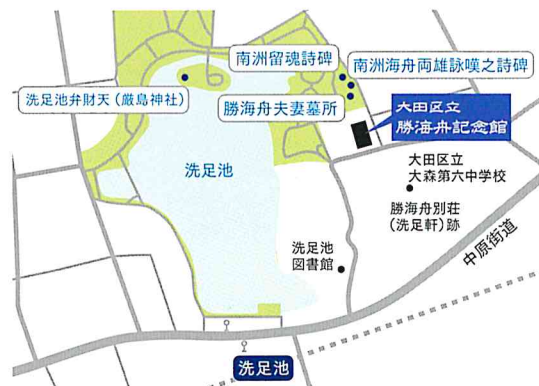 南洲留魂詩碑
南洲海舟両雄詠嘆之詩碑
洗足池弁財天（厳島神社）
勝海舟夫妻墓所
大田区立
勝海舟記念館
洗足池
大田区立
大森第六中学校
勝海舟別荘
（洗足軒）跡
洗足池
図書館
中原街道
洗足池